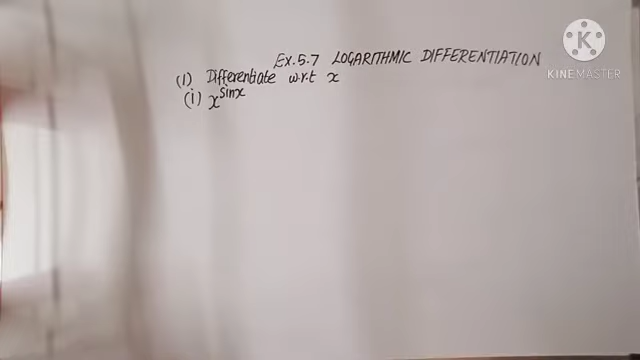 EX.5.7 LOGARITHMIC DIFFERENTIATION
(1) Differentiate w.r.t x
(i) x^sinx
KINEMASTER